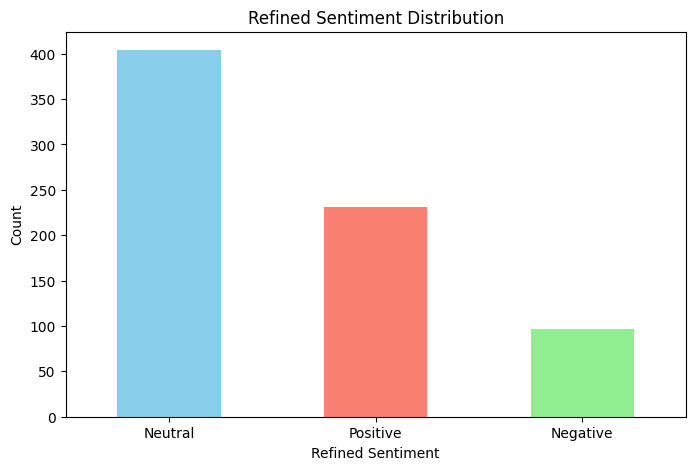 Refined Sentiment Distribution
400
350
300
250
200
150
100
50
0
Count
Neutral Positive Negative
Refined Sentiment